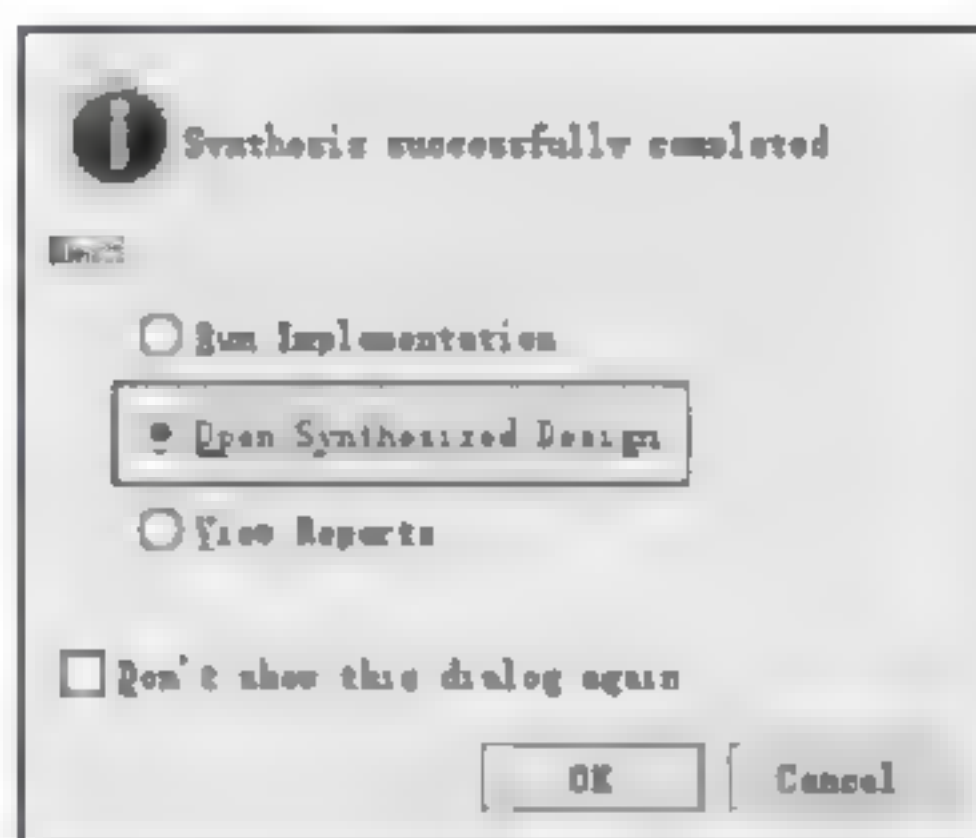 Synthesis successfully completed
Run Implementation
Open Synthesized Design
View Reports
Don't show this dialog again
OK
Cancel